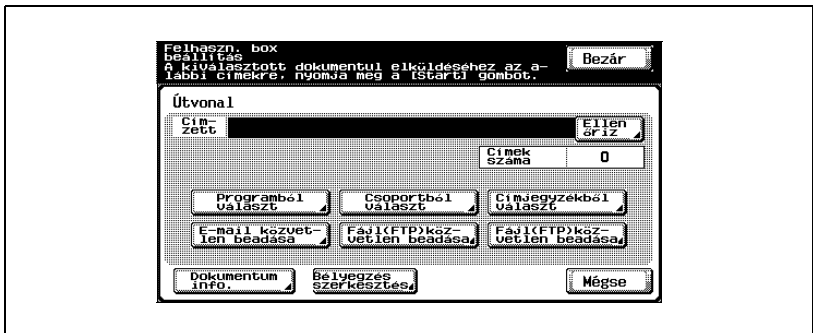 Felhaszn. box
beállítás
A kiválasztott dokumentul elküldéséhez az a-
lábbi címekre, nyomja meg a [Start] gombot.
Bezár
Útvonal
Cím-
zett
Ellen
őriz
Címek
száma
0
Programból
választ
Csoportból
választ
Címjegyzékből
választ
E-mail közvet-
len beadása
Fájl(FTP)köz-
vetlen beadása
Fájl(FTP)köz-
vetlen beadása
Dokumentum
info.
Bélyegzés
szerkesztés
Mégse